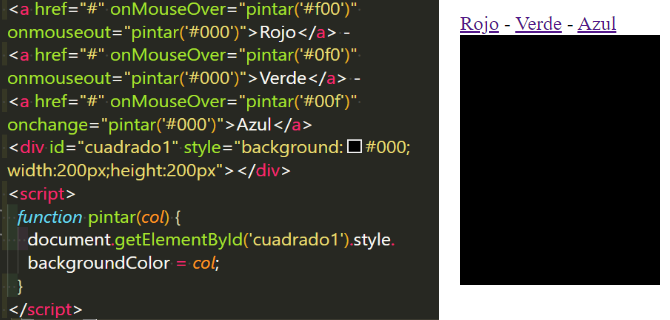 <a href="#" onMouseOver="pintar('#f00')"
onmouseout="pintar('#000')">Rojo</a> -
<a href="#" onMouseOver="pintar('#0f0')"
onmouseout="pintar('#000')">Verde</a> -
<a href="#" onMouseOver="pintar('#00f')"
onchange="pintar('#000')">Azul</a>
<div id="cuadrado1" style="background:#000;
width:200px;height:200px"></div>
<script>
function pintar(col) {
document.getElementById('cuadrado1').style.
backgroundColor = col;
}
</script>
Rojo - Verde - Azul